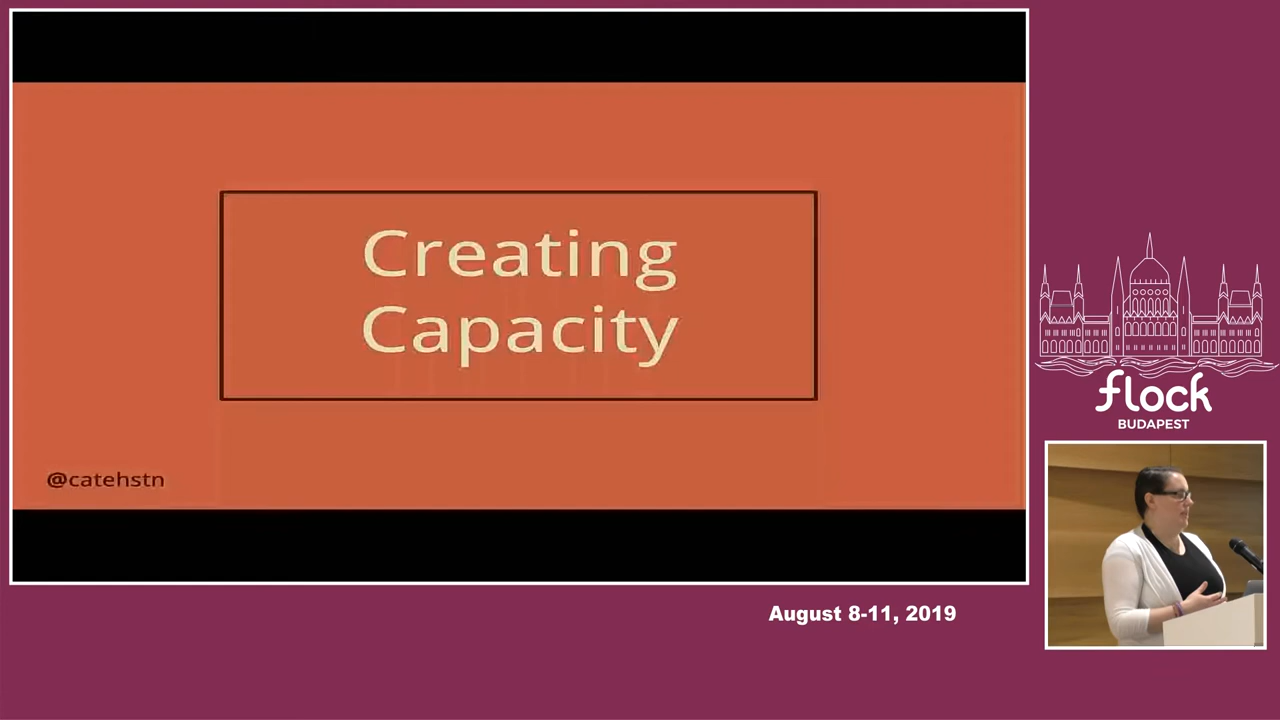 Creating
Capacity
@catehstn
flock
BUDAPEST
August 8-11, 2019